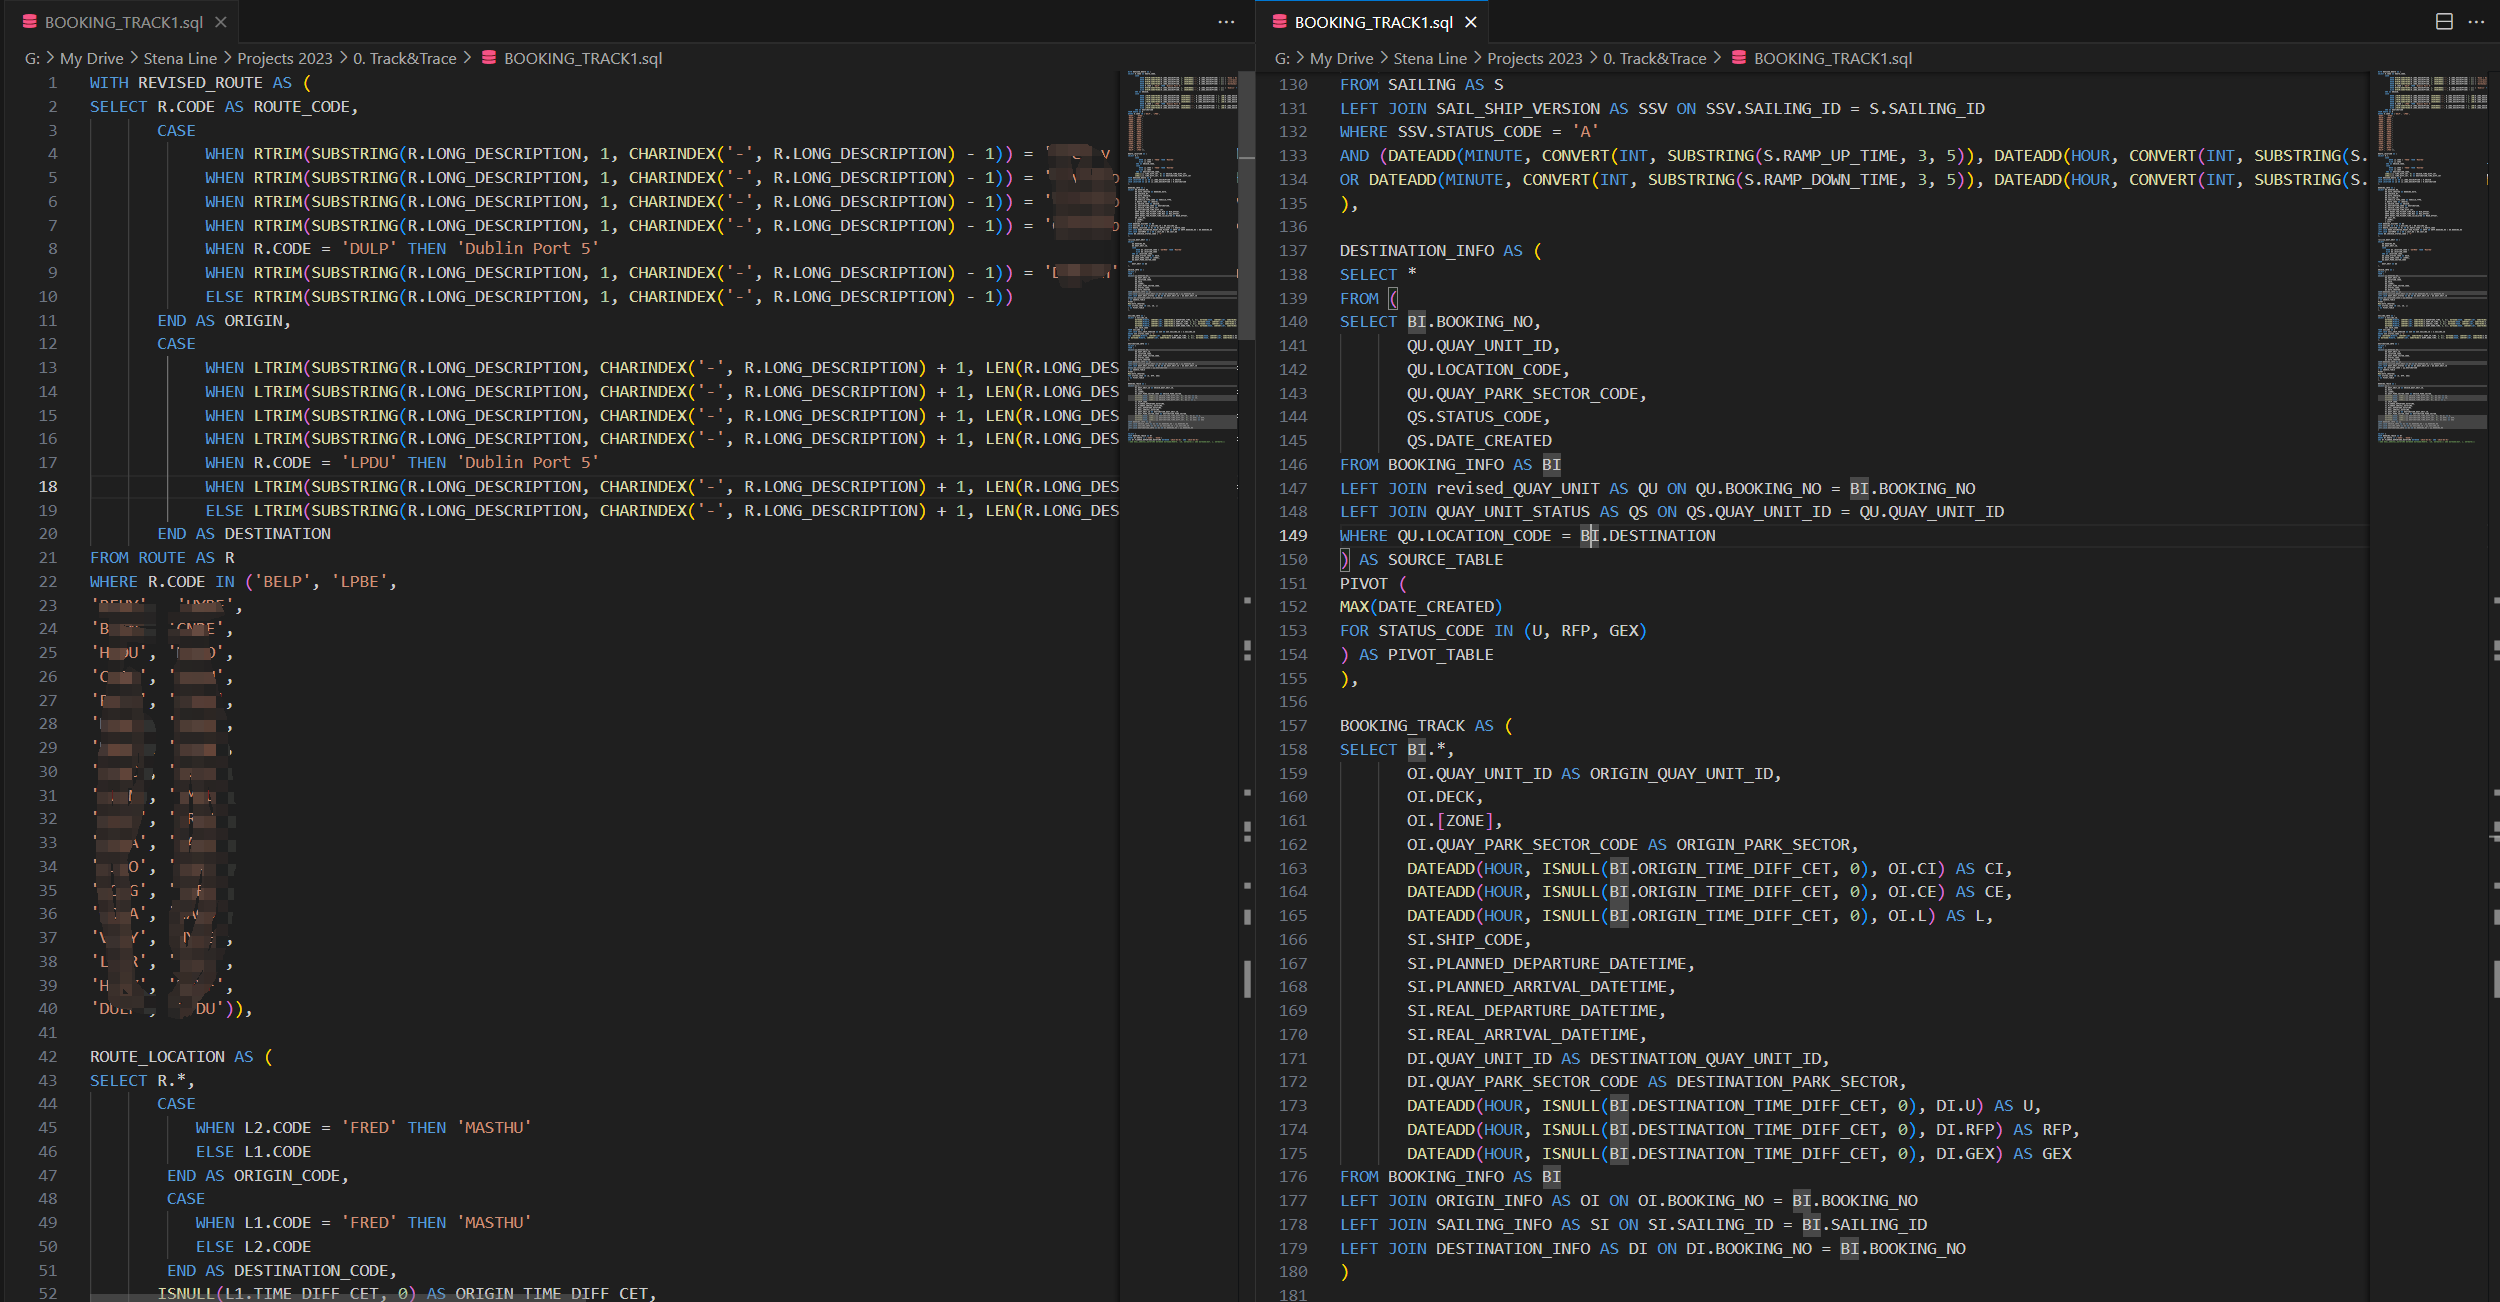 BOOKING_TRACK1.sql
G: > My Drive > Stena Line > Projects 2023 > 0. Track&Trace > BOOKING_TRACK1.sql
1 WITH REVISED_ROUTE AS (
2 SELECT R.CODE AS ROUTE_CODE,
3 CASE
4 WHEN RTRIM(SUBSTRING(R.LONG_DESCRIPTION, 1, CHARINDEX('-', R.LONG_DESCRIPTION) - 1)) = '
5 WHEN RTRIM(SUBSTRING(R.LONG_DESCRIPTION, 1, CHARINDEX('-', R.LONG_DESCRIPTION) - 1)) = '
6 WHEN RTRIM(SUBSTRING(R.LONG_DESCRIPTION, 1, CHARINDEX('-', R.LONG_DESCRIPTION) - 1)) = '
7 WHEN RTRIM(SUBSTRING(R.LONG_DESCRIPTION, 1, CHARINDEX('-', R.LONG_DESCRIPTION) - 1)) = '
8 WHEN R.CODE = 'DULP' THEN 'Dublin Port 5'
9 WHEN RTRIM(SUBSTRING(R.LONG_DESCRIPTION, 1, CHARINDEX('-', R.LONG_DESCRIPTION) - 1)) = '
10 ELSE RTRIM(SUBSTRING(R.LONG_DESCRIPTION, 1, CHARINDEX('-', R.LONG_DESCRIPTION) - 1))
11 END AS ORIGIN,
12 CASE
13 WHEN LTRIM(SUBSTRING(R.LONG_DESCRIPTION, CHARINDEX('-', R.LONG_DESCRIPTION) + 1, LEN(R.LONG_DES
14 WHEN LTRIM(SUBSTRING(R.LONG_DESCRIPTION, CHARINDEX('-', R.LONG_DESCRIPTION) + 1, LEN(R.LONG_DES
15 WHEN LTRIM(SUBSTRING(R.LONG_DESCRIPTION, CHARINDEX('-', R.LONG_DESCRIPTION) + 1, LEN(R.LONG_DES
16 WHEN LTRIM(SUBSTRING(R.LONG_DESCRIPTION, CHARINDEX('-', R.LONG_DESCRIPTION) + 1, LEN(R.LONG_DES
17 WHEN R.CODE = 'LPDU' THEN 'Dublin Port 5'
18 WHEN LTRIM(SUBSTRING(R.LONG_DESCRIPTION, CHARINDEX('-', R.LONG_DESCRIPTION) + 1, LEN(R.LONG_DES
19 ELSE LTRIM(SUBSTRING(R.LONG_DESCRIPTION, CHARINDEX('-', R.LONG_DESCRIPTION) + 1, LEN(R.LONG_DES
20 END AS DESTINATION
21 FROM ROUTE AS R
22 WHERE R.CODE IN ('BELP', 'LPBE',
23
24
25
26
27
28
29
30
31
32
33
34
35
36
37
38
39
40
41
42 ROUTE_LOCATION AS (
43 SELECT R.*,
44 CASE
45 WHEN L2.CODE = 'FRED' THEN 'MASTHU'
46 ELSE L1.CODE
47 END AS ORIGIN_CODE,
48 CASE
49 WHEN L1.CODE = 'FRED' THEN 'MASTHU'
50 ELSE L2.CODE
51 END AS DESTINATION_CODE,
52 ISNULL(L1.TIME_DIFF_CET, 0) AS ORIGIN_TIME_DIFF_CET,
BOOKING_TRACK1.sql
G: > My Drive > Stena Line > Projects 2023 > 0. Track&Trace > BOOKING_TRACK1.sql
130 FROM SAILING AS S
131 LEFT JOIN SAIL_SHIP_VERSION AS SSV ON SSV.SAILING_ID = S.SAILING_ID
132 WHERE SSV.STATUS_CODE = 'A'
133 AND (DATEADD(MINUTE, CONVERT(INT, SUBSTRING(S.RAMP_UP_TIME, 3, 5)), DATEADD(HOUR, CONVERT(INT, SUBSTRING(S.
134 OR DATEADD(MINUTE, CONVERT(INT, SUBSTRING(S.RAMP_DOWN_TIME, 3, 5)), DATEADD(HOUR, CONVERT(INT, SUBSTRING(S.
135 ),
136
137 DESTINATION_INFO AS (
138 SELECT *
139 FROM (
140 SELECT BI.BOOKING_NO,
141 QU.QUAY_UNIT_ID,
142 QU.LOCATION_CODE,
143 QU.QUAY_PARK_SECTOR_CODE,
144 QS.STATUS_CODE,
145 QS.DATE_CREATED
146 FROM BOOKING_INFO AS BI
147 LEFT JOIN revised_QUAY_UNIT AS QU ON QU.BOOKING_NO = BI.BOOKING_NO
148 LEFT JOIN QUAY_UNIT_STATUS AS QS ON QS.QUAY_UNIT_ID = QU.QUAY_UNIT_ID
149 WHERE QU.LOCATION_CODE = BI.DESTINATION
150 ) AS SOURCE_TABLE
151 PIVOT (
152 MAX(DATE_CREATED)
153 FOR STATUS_CODE IN (U, RFP, GEX)
154 ) AS PIVOT_TABLE
155 ),
156
157 BOOKING_TRACK AS (
158 SELECT BI.*,
159 OI.QUAY_UNIT_ID AS ORIGIN_QUAY_UNIT_ID,
160 OI.DECK,
161 OI.[ZONE],
162 OI.QUAY_PARK_SECTOR_CODE AS ORIGIN_PARK_SECTOR,
163 DATEADD(HOUR, ISNULL(BI.ORIGIN_TIME_DIFF_CET, 0), OI.CI) AS CI,
164 DATEADD(HOUR, ISNULL(BI.ORIGIN_TIME_DIFF_CET, 0), OI.CE) AS CE,
165 DATEADD(HOUR, ISNULL(BI.ORIGIN_TIME_DIFF_CET, 0), OI.L) AS L,
166 SI.SHIP_CODE,
167 SI.PLANNED_DEPARTURE_DATETIME,
168 SI.PLANNED_ARRIVAL_DATETIME,
169 SI.REAL_DEPARTURE_DATETIME,
170 SI.REAL_ARRIVAL_DATETIME,
171 DI.QUAY_UNIT_ID AS DESTINATION_QUAY_UNIT_ID,
172 DI.QUAY_PARK_SECTOR_CODE AS DESTINATION_PARK_SECTOR,
173 DATEADD(HOUR, ISNULL(BI.DESTINATION_TIME_DIFF_CET, 0), DI.U) AS U,
174 DATEADD(HOUR, ISNULL(BI.DESTINATION_TIME_DIFF_CET, 0), DI.RFP) AS RFP,
175 DATEADD(HOUR, ISNULL(BI.DESTINATION_TIME_DIFF_CET, 0), DI.GEX) AS GEX
176 FROM BOOKING_INFO AS BI
177 LEFT JOIN ORIGIN_INFO AS OI ON OI.BOOKING_NO = BI.BOOKING_NO
178 LEFT JOIN SAILING_INFO AS SI ON SI.SAILING_ID = BI.SAILING_ID
179 LEFT JOIN DESTINATION_INFO AS DI ON DI.BOOKING_NO = BI.BOOKING_NO
180 )
181